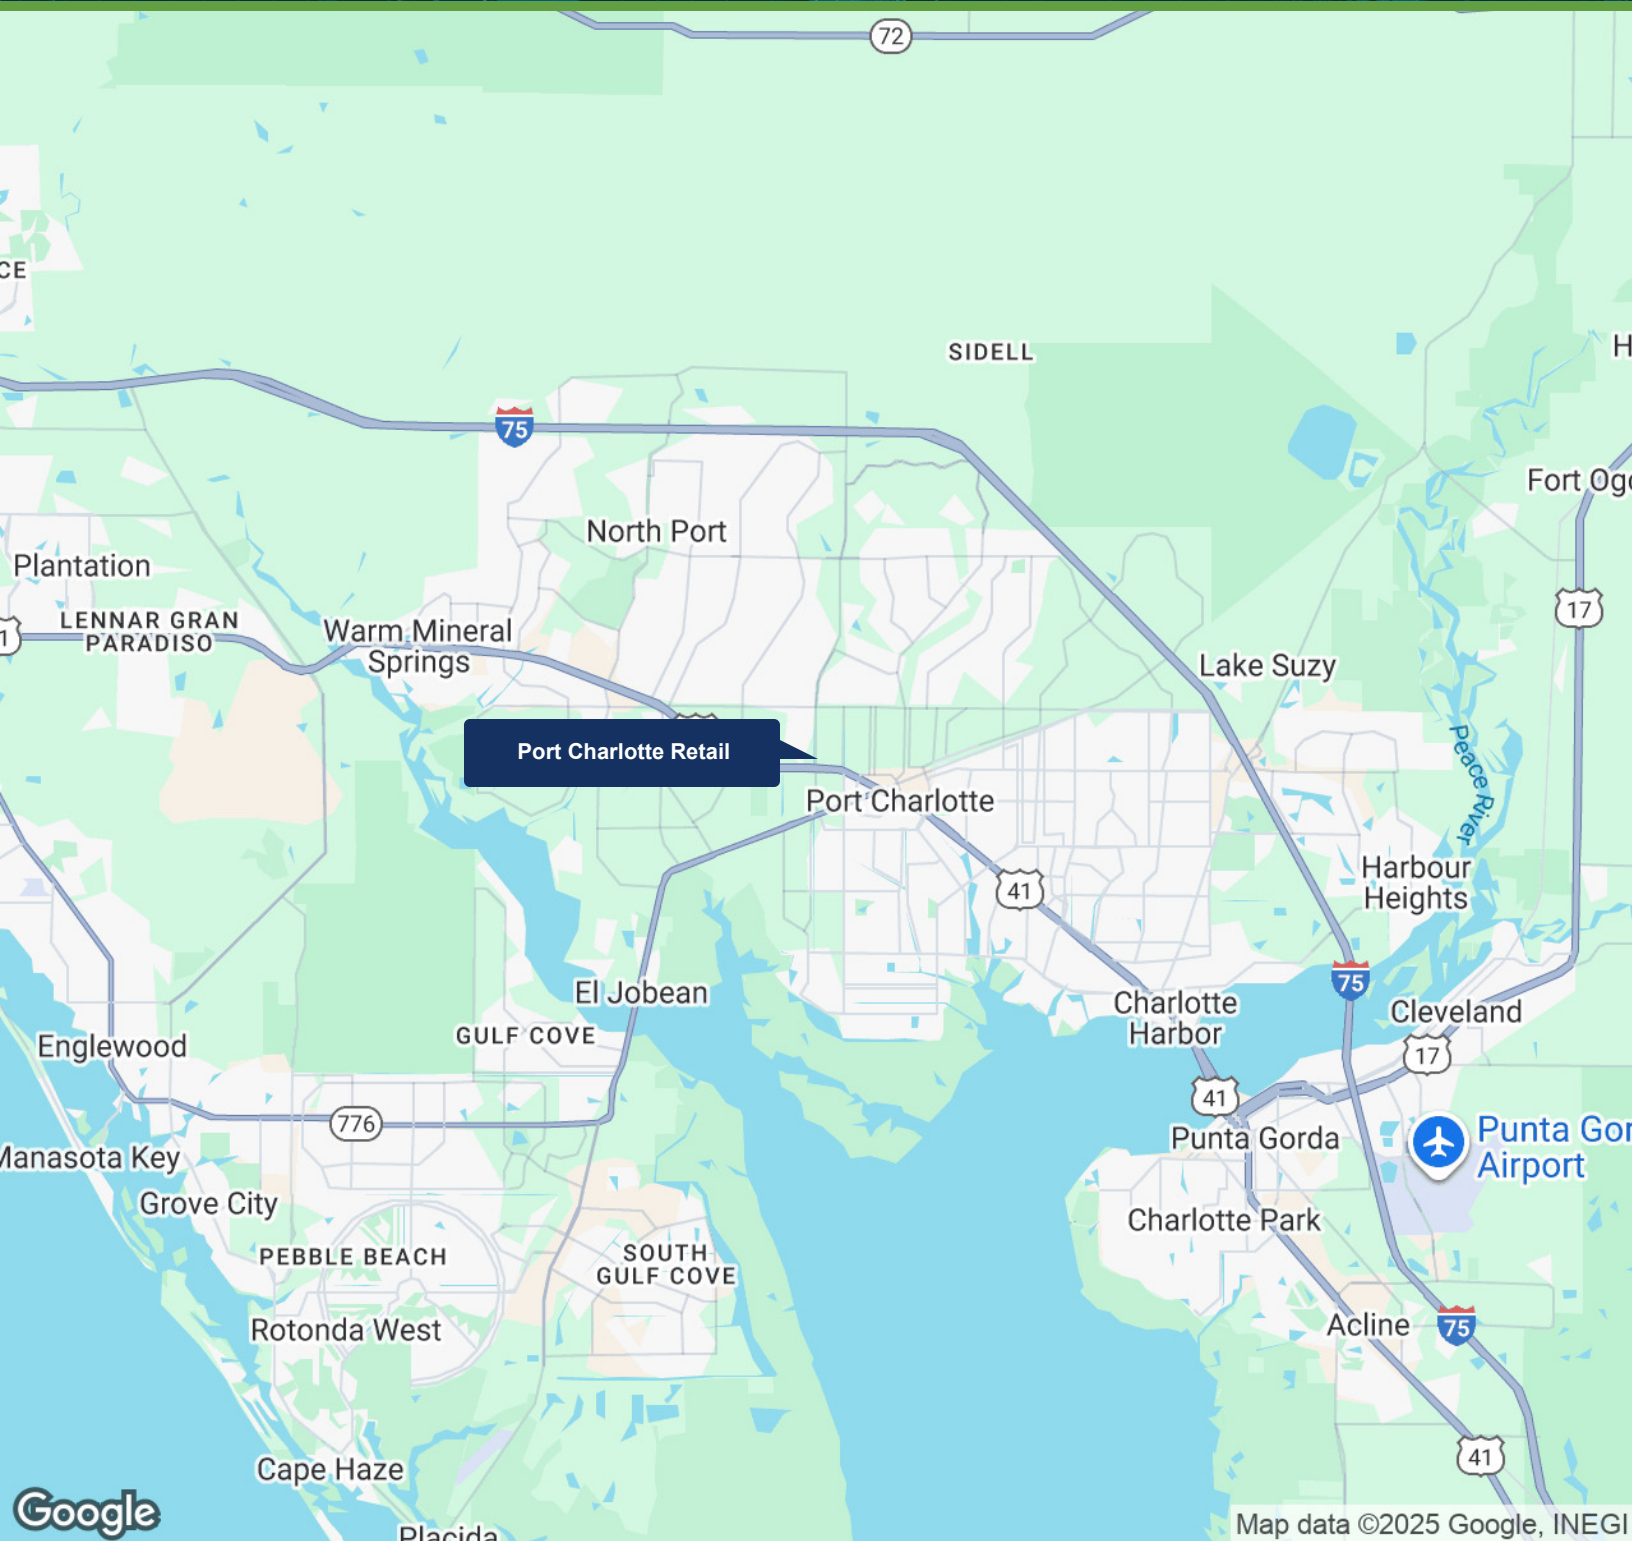 72
CE
SIDELL
H
75
Fort Ogo
North Port
Plantation
17
LENNAR GRAN
PARADISO
1
Warm Mineral
Springs
Lake Suzy
Port Charlotte Retail
Peace River
Port Charlotte
41
Harbour
Heights
El Jobean
75
Charlotte
Harbor
Cleveland
GULF COVE
Englewood
17
41
776
Punta Gorda
Punta Gor
Airport
Manasota Key
Grove City
Charlotte Park
PEBBLE BEACH
SOUTH
GULF COVE
Rotonda West
Acline
75
Cape Haze
41
Google
Placida
Map data ©2025 Google, INEGI